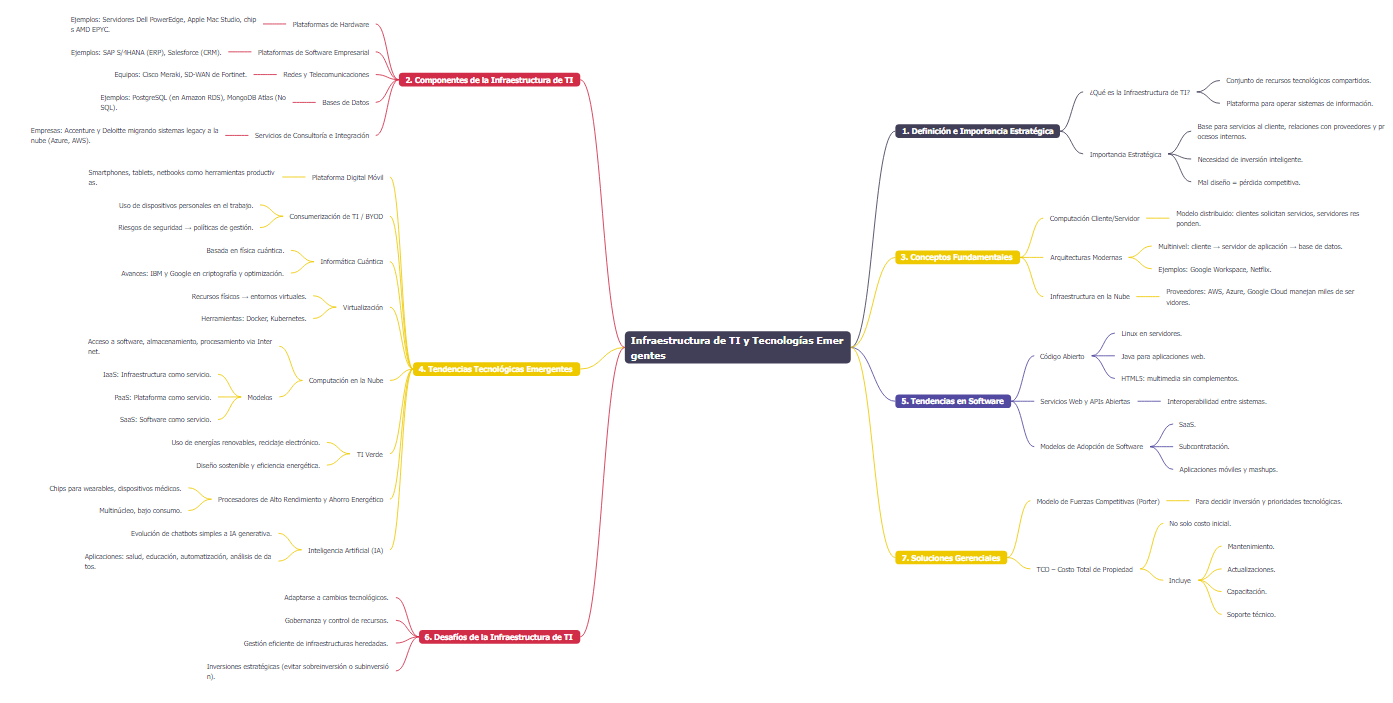 Infraestructura de TI y Tecnologías Emer
gentes
1. Definición e Importancia Estratégica
¿Qué es la Infraestructura de TI?
Conjunto de recursos tecnológicos compartidos.
Plataforma para operar sistemas de información.
Importancia Estratégica
Base para servicios al cliente, relaciones con proveedores y pr
ocesos internos.
Necesidad de inversión inteligente.
Mal diseño = pérdida competitiva.
2. Componentes de la Infraestructura de TI
Plataformas de Hardware
Ejemplos: Servidores Dell PowerEdge, Apple Mac Studio, chip
s AMD EPYC.
Plataformas de Software Empresarial
Ejemplos: SAP S/4HANA (ERP), Salesforce (CRM).
Redes y Telecomunicaciones
Equipos: Cisco Meraki, SD-WAN de Fortinet.
Bases de Datos
Ejemplos: PostgreSQL (en Amazon RDS), MongoDB Atlas (No
SQL).
Servicios de Consultoría e Integración
Empresas: Accenture y Deloitte migrando sistemas legacy a la
nube (Azure, AWS).
3. Conceptos Fundamentales
Computación Cliente/Servidor
Modelo distribuido: clientes solicitan servicios, servidores res
ponden.
Arquitecturas Modernas
Multinivel: cliente → servidor de aplicación → base de datos.
Ejemplos: Google Workspace, Netflix.
Infraestructura en la Nube
Proveedores: AWS, Azure, Google Cloud manejan miles de ser
vidores.
4. Tendencias Tecnológicas Emergentes
Plataforma Digital Móvil
Smartphones, tablets, netbooks como herramientas productiv
as.
Consumerización de TI / BYOD
Uso de dispositivos personales en el trabajo.
Riesgos de seguridad → políticas de gestión.
Informática Cuántica
Basada en física cuántica.
Avances: IBM y Google en criptografía y optimización.
Virtualización
Recursos físicos → entornos virtuales.
Herramientas: Docker, Kubernetes.
Computación en la Nube
Acceso a software, almacenamiento, procesamiento vía Inter
net.
Modelos
IaaS: Infraestructura como servicio.
PaaS: Plataforma como servicio.
SaaS: Software como servicio.
TI Verde
Uso de energías renovables, reciclaje electrónico.
Diseño sostenible y eficiencia energética.
Procesadores de Alto Rendimiento y Ahorro Energético
Chips para wearables, dispositivos médicos.
Multinúcleo, bajo consumo.
Inteligencia Artificial (IA)
Evolución de chatbots simples a IA generativa.
Aplicaciones: salud, educación, automatización, análisis de da
tos.
5. Tendencias en Software
Código Abierto
Linux en servidores.
Java para aplicaciones web.
HTML5: multimedia sin complementos.
Servicios Web y APIs Abiertas
Interoperabilidad entre sistemas.
Modelos de Adopción de Software
SaaS.
Subcontratación.
Aplicaciones móviles y mashups.
6. Desafíos de la Infraestructura de TI
Adaptarse a cambios tecnológicos.
Gobernanza y control de recursos.
Gestión eficiente de infraestructuras heredadas.
Inversiones estratégicas (evitar sobreinversión o subinversió
n).
7. Soluciones Gerenciales
Modelo de Fuerzas Competitivas (Porter)
Para decidir inversión y prioridades tecnológicas.
TCO – Costo Total de Propiedad
No solo costo inicial.
Incluye
Mantenimiento.
Actualizaciones.
Capacitación.
Soporte técnico.